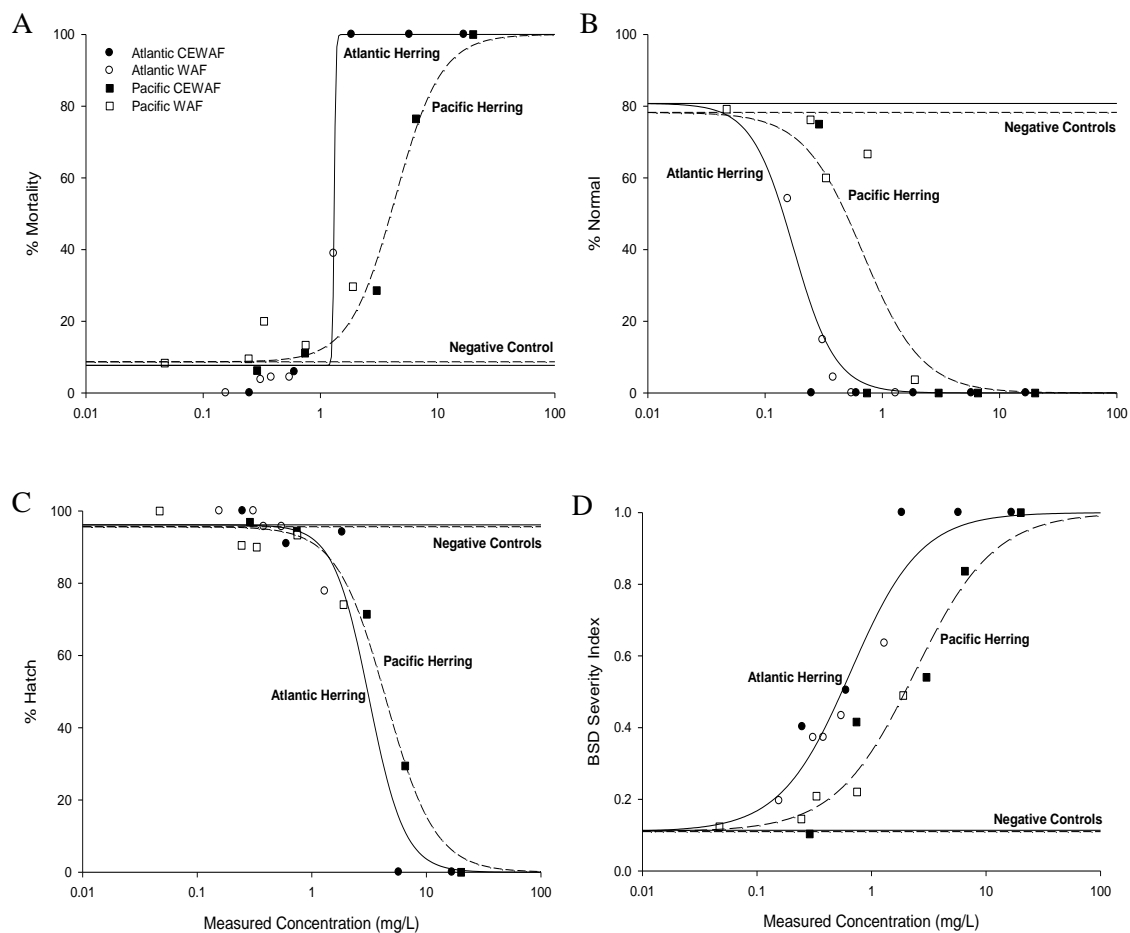 A
100
80
60
40
20
0
% Mortality
Atlantic CEWAF
Atlantic WAF
Pacific CEWAF
Pacific WAF
Atlantic Herring
Pacific Herring
Negative Control
0.01 0.1 1 10 100
B
100
80
60
40
20
0
% Normal
Negative Controls
Atlantic Herring
Pacific Herring
0.01 0.1 1 10 100
C
100
80
60
40
20
0
% Hatch
Negative Controls
Pacific Herring
Atlantic Herring
0.01 0.1 1 10 100
Measured Concentration (mg/L)
D
1.0
0.8
0.6
0.4
0.2
0.0
BSD Severity Index
Pacific Herring
Atlantic Herring
Negative Controls
0.01 0.1 1 10 100
Measured Concentration (mg/L)